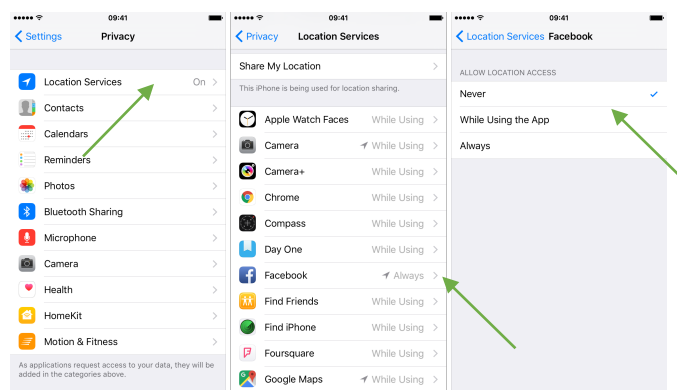 09:41
Settings Privacy
Location Services On
Contacts
Calendars
Reminders
Photos
Bluetooth Sharing
Microphone
Camera
Health
HomeKit
Motion & Fitness
As applications request access to your data, they will be
added in the categories above.
09:41
Privacy Location Services
Share My Location
This iPhone is being used for location sharing.
Apple Watch Faces While Using
Camera While Using
Camera+ While Using
Chrome While Using
Compass While Using
Day One While Using
Facebook Always
Find Friends While Using
Find iPhone While Using
Foursquare While Using
Google Maps While Using
09:41
Location Services Facebook
ALLOW LOCATION ACCESS
Never
While Using the App
Always